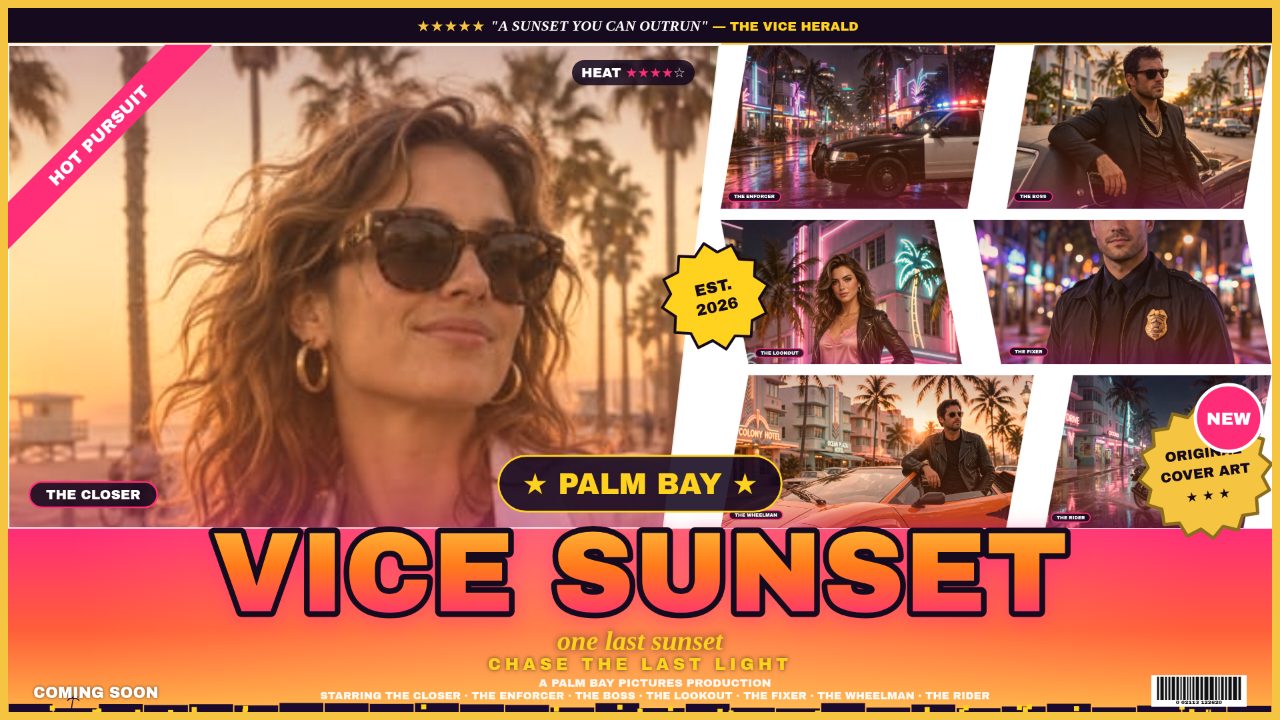 ★★★★★ "A SUNSET YOU CAN OUTRUN" — THE VICE HERALD
HOT PURSUIT
HEAT ★★★★☆
THE ENFORCER
THE BOSS
EST.
2026
THE LOOKOUT
THE FIXER
COLONY HOTEL
NEW
ORIGINAL
COVER ART
★ ★ ★
THE CLOSER
★ PALM BAY ★
THE WHEELMAN
THE RIDER
VICE SUNSET
one last sunset
CHASE THE LAST LIGHT
A PALM BAY PICTURES PRODUCTION
STARRING THE CLOSER · THE ENFORCER · THE BOSS · THE LOOKOUT · THE FIXER · THE WHEELMAN · THE RIDER
COMING SOON